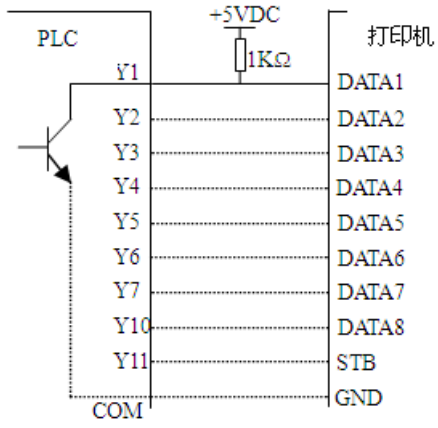 +5VDC
PLC
打印机
1KΩ
Y1 DATA1
Y2 DATA2
Y3 DATA3
Y4 DATA4
Y5 DATA5
Y6 DATA6
Y7 DATA7
Y10 DATA8
Y11 STB
COM GND